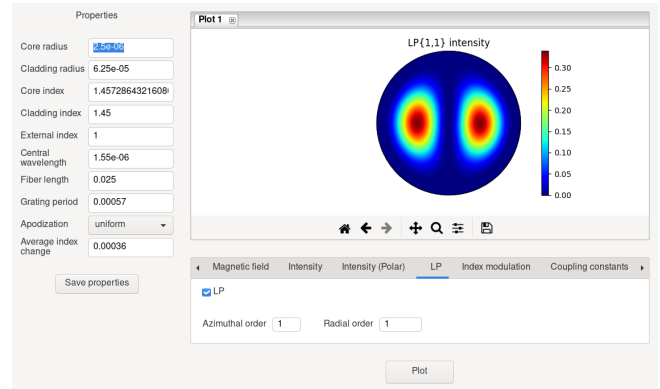 Properties
Core radius 2.5e-06
Cladding radius 6.25e-05
Core index 1.4572864321608
Cladding index 1.45
External index 1
Central
wavelength 1.55e-06
Fiber length 0.025
Grating period 0.00057
Apodization uniform
Average index
change 0.00036
Save properties
Plot 1
LP{1,1} intensity
0.30
0.25
0.20
0.15
0.10
0.05
0.00
Magnetic field Intensity Intensity (Polar) LP Index modulation Coupling constants
LP
Azimuthal order 1 Radial order 1
Plot